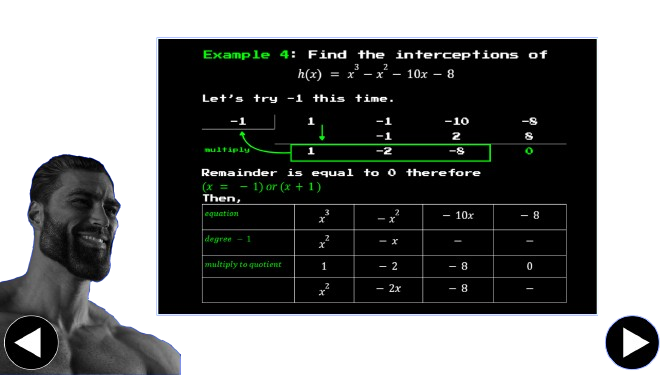 Example 4: Find the interceptions of
h(x) = x³ − x² − 10x − 8
Let's try -1 this time.
-1 1 -1 -10 -8
-1 2 8
multiply 1 -2 -8 0
Remainder is equal to 0 therefore
(x = − 1) or (x + 1)
Then,
equation x³ − x² − 10x − 8
degree − 1 x² − x − −
multiply to quotient 1 − 2 − 8 0
x² − 2x − 8 −